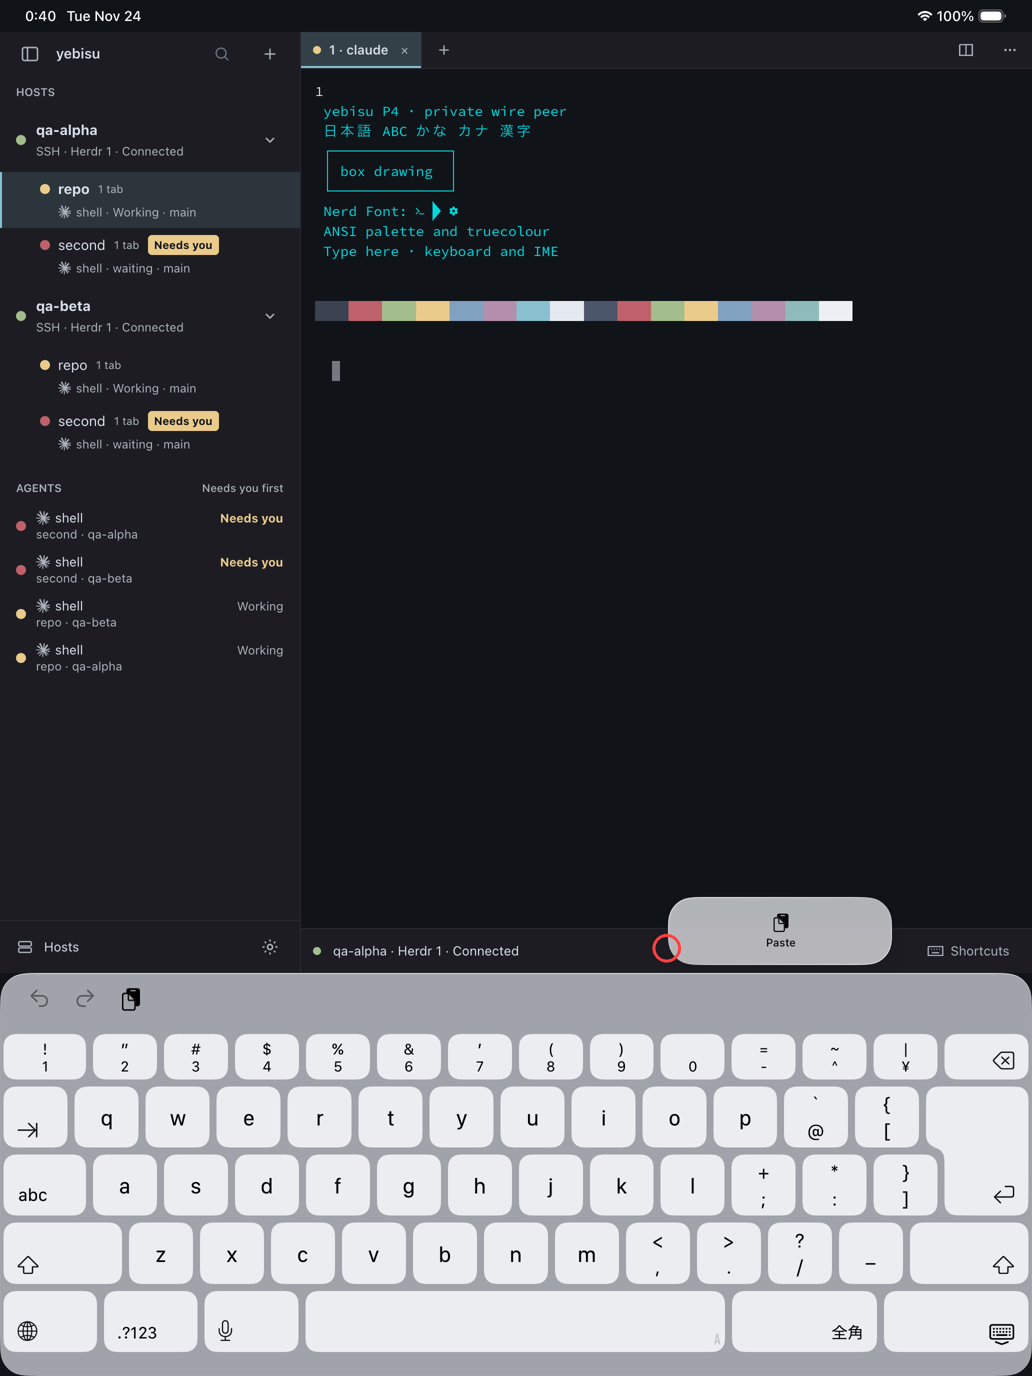 0:40 Tue Nov 24
100%
yebisu
1 · claude ×
HOSTS
qa-alpha
SSH · Herdr 1 · Connected
repo 1 tab
shell · Working · main
second 1 tab Needs you
shell · waiting · main
qa-beta
SSH · Herdr 1 · Connected
repo 1 tab
shell · Working · main
second 1 tab Needs you
shell · waiting · main
AGENTS Needs you first
shell Needs you
second · qa-alpha
shell Needs you
second · qa-beta
shell Working
repo · qa-beta
shell Working
repo · qa-alpha
Hosts
1
yebisu P4 · private wire peer
日本語 ABC かな カナ 漢字
box drawing
Nerd Font:
ANSI palette and truecolour
Type here · keyboard and IME
qa-alpha · Herdr 1 · Connected
Paste
Shortcuts
! " # $ % & ' ( ) = ~ |
1 2 3 4 5 6 7 8 9 0 - ^ ¥
q w e r t y u i o p ` @ { [
abc a s d f g h j k l + ; * : } ]
z x c v b n m < , > . ? / _
.?123 A 全角